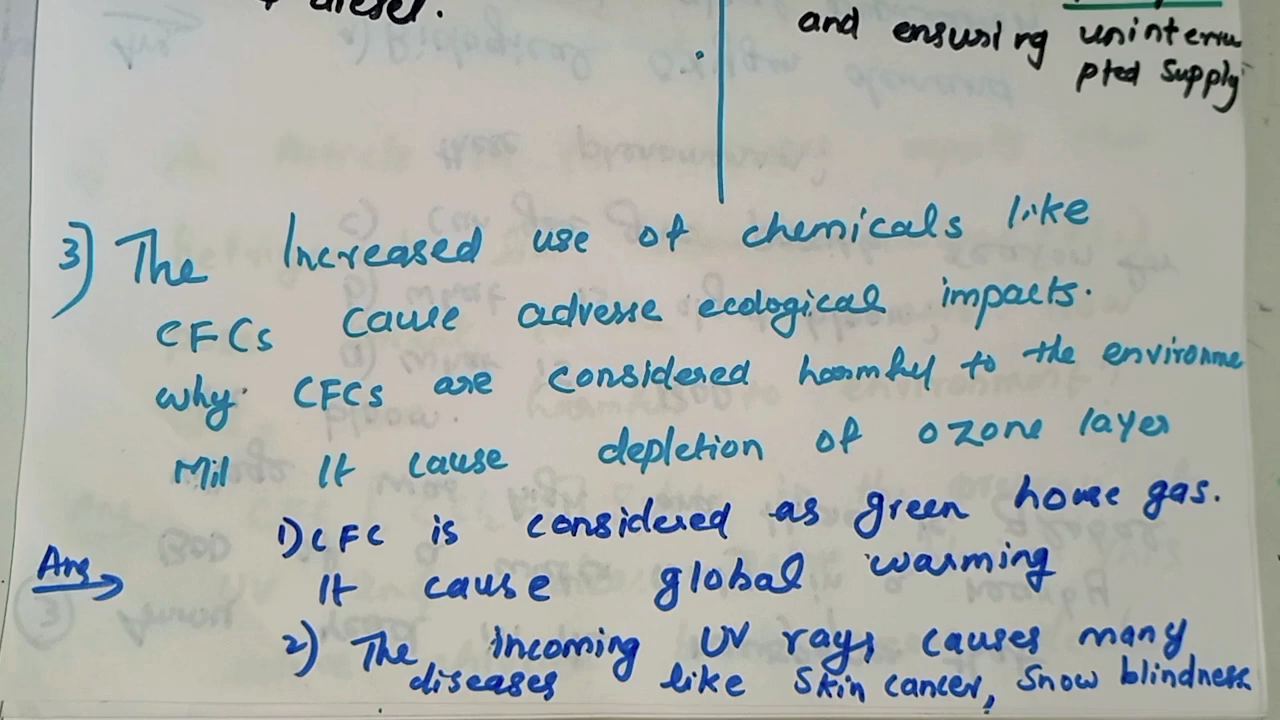 & diesel.
and ensuring uninterru
pted Supply
3) The Increased use of chemicals like
CFCs cause adverse ecological impacts.
why CFCs are considered harmful to the environme
It cause depletion of ozone layer
1) CFC is considered as green house gas.
Ans
It cause global warming
2) The incoming UV rays causes many
diseases like skin cancer, snow blindness